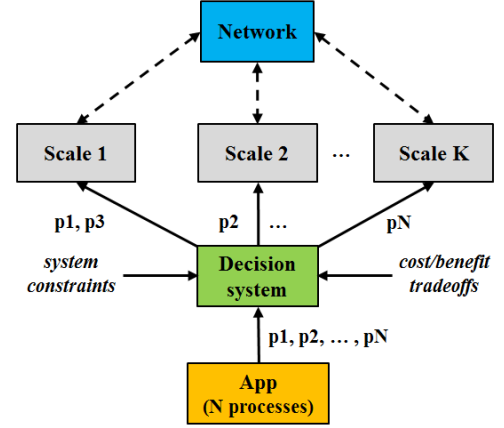 Network
Scale 1
Scale 2
...
Scale K
p1, p3
p2
...
pN
system
constraints
Decision
system
cost/benefit
tradeoffs
p1, p2, ... , pN
App
(N processes)